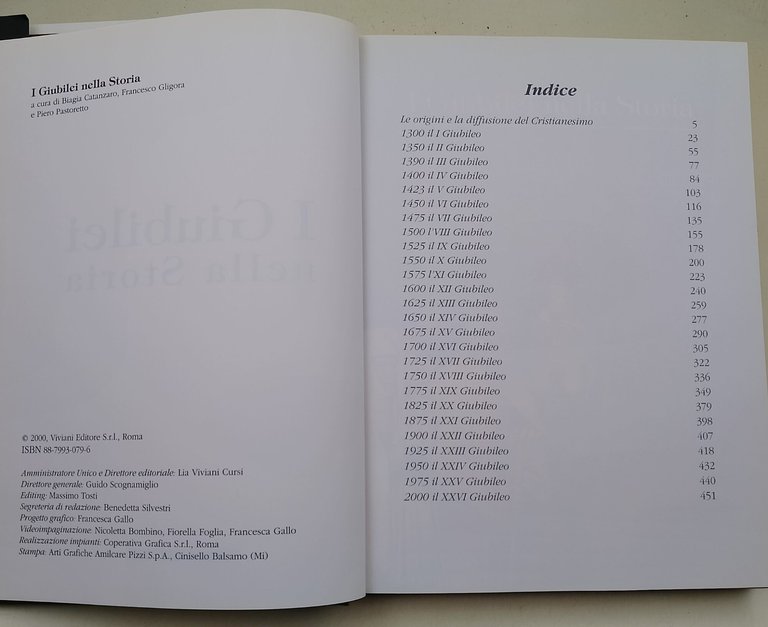 I Giubilei nella Storia
a cura di Biagia Catanzaro, Francesco Gligora
e Piero Pastoretto
© 2000, Viviani Editore S.r.l., Roma
ISBN 88-7993-079-6
Amministratore Unico e Direttore editoriale: Lia Viviani Cursi
Direttore generale: Guido Scognamiglio
Editing: Massimo Tosti
Segreteria di redazione: Benedetta Silvestri
Progetto grafico: Francesca Gallo
Videoimpaginazione: Nicoletta Bombino, Fiorella Foglia, Francesca Gallo
Realizzazione impianti: Coperativa Grafica S.r.l., Roma
Stampa: Arti Grafiche Amilcare Pizzi S.p.A., Cinisello Balsamo (Mi)
Indice
Le origini e la diffusione del Cristianesimo 5
1300 il I Giubileo 23
1350 il II Giubileo 55
1390 il III Giubileo 77
1400 il IV Giubileo 84
1423 il V Giubileo 103
1450 il VI Giubileo 116
1475 il VII Giubileo 135
1500 l'VIII Giubileo 155
1525 il IX Giubileo 178
1550 il X Giubileo 200
1575 l'XI Giubileo 223
1600 il XII Giubileo 240
1625 il XIII Giubileo 259
1650 il XIV Giubileo 277
1675 il XV Giubileo 290
1700 il XVI Giubileo 305
1725 il XVII Giubileo 322
1750 il XVIII Giubileo 336
1775 il XIX Giubileo 349
1825 il XX Giubileo 379
1875 il XXI Giubileo 398
1900 il XXII Giubileo 407
1925 il XXIII Giubileo 418
1950 il XXIV Giubileo 432
1975 il XXV Giubileo 440
2000 il XXVI Giubileo 451